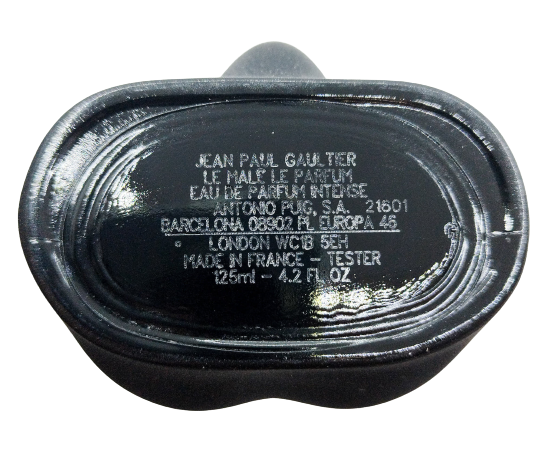 JEAN PAUL GAULTIER
LE MALE LE PARFUM
EAU DE PARFUM INTENSE
ANTONIO PUIG, S.A. 21601
BARCELONA 08902 PL. EUROPA 46
LONDON WC1B 5EH
MADE IN FRANCE - TESTER
125ml - 4.2 FL. OZ